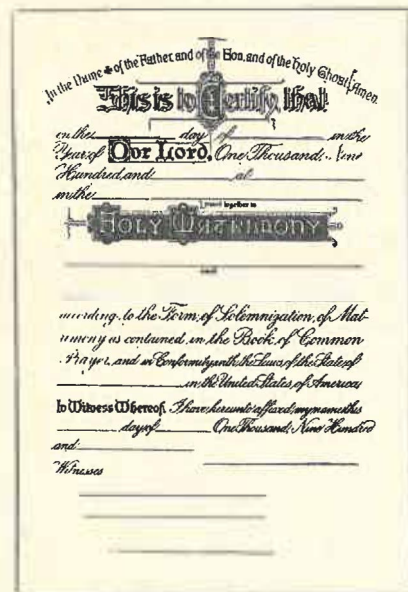 In the Name of the Father, and of the Son, and of the Holy Ghost, Amen.
This is to Certify, that
on the day of in the
Year of Our Lord, One Thousand, Nine
Hundred, and at
in the
I joined together in
HOLY MATRIMONY
and
according, to the Form, of Solemnization, of Mat-
rimony as contained, in the Book, of Common
Prayer, and in Conformity with the Laws, of the State of
in the United States, of America
In Witness Whereof, I have hereunto affixed, my name this
day of One Thousand, Nine Hundred
and
Witnesses